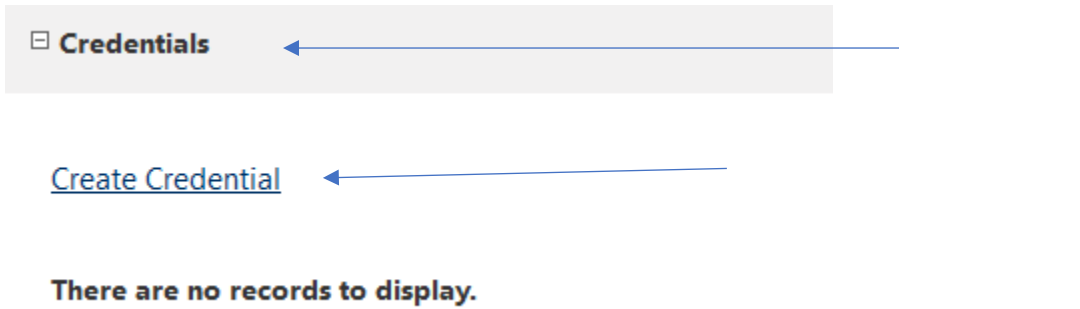 Credentials
Create Credential
There are no records to display.